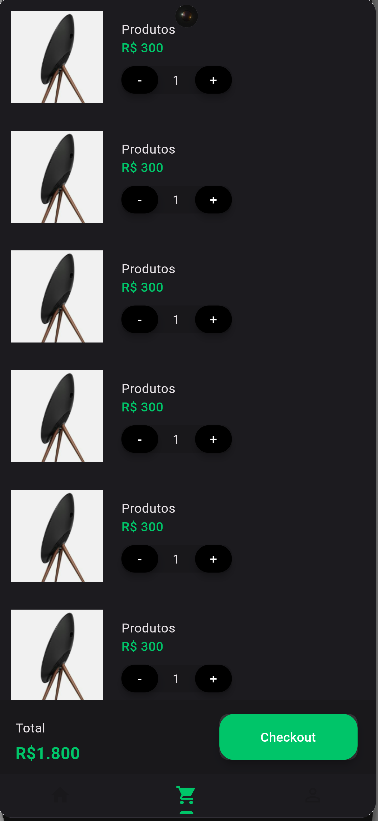 Produtos
R$ 300
- 1 +
Produtos
R$ 300
- 1 +
Produtos
R$ 300
- 1 +
Produtos
R$ 300
- 1 +
Produtos
R$ 300
- 1 +
Produtos
R$ 300
- 1 +
Total
R$1.800
Checkout